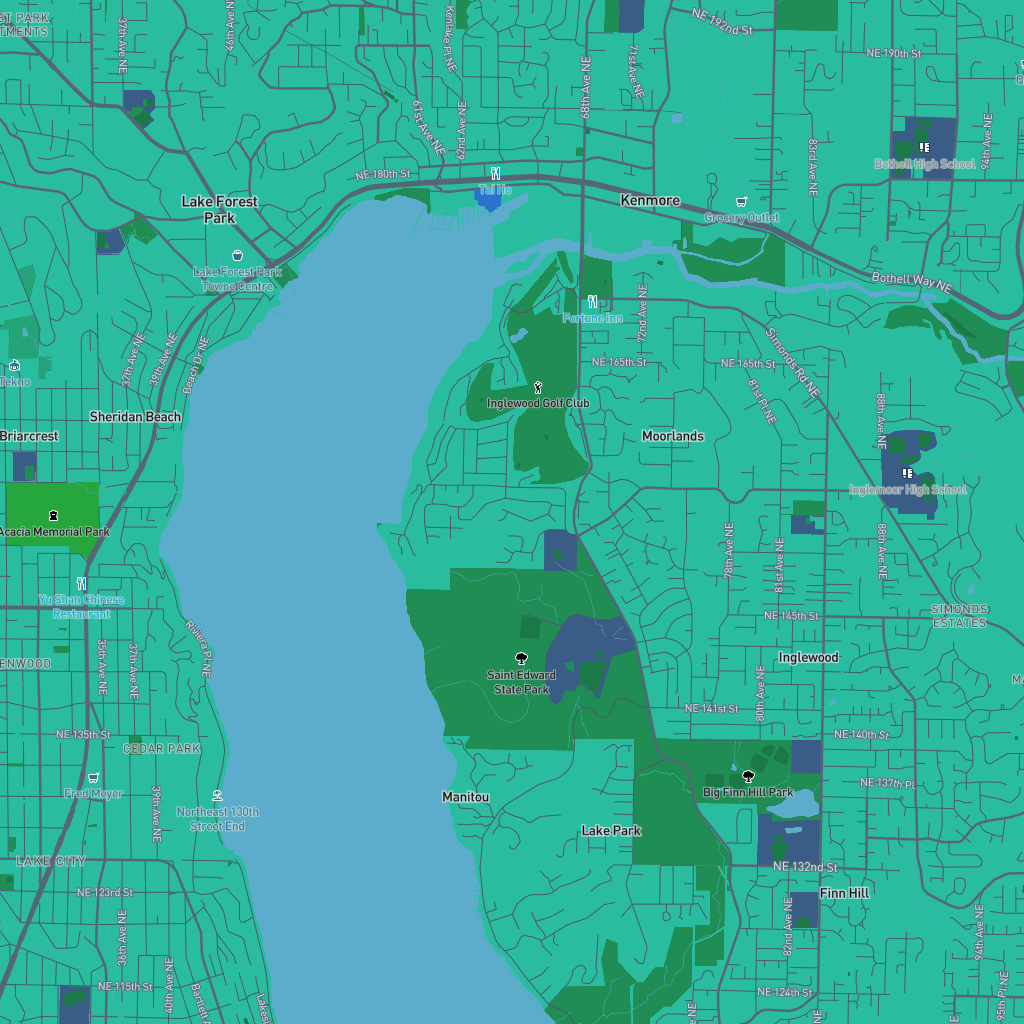 NE 192nd St
ST PARK
TMENTS
37th Ave NE
46th Ave N
Kenlake Pl NE
71st Ave NE
NE 190th St
68th Ave NE
61st Ave NE
62nd Ave NE
83rd Ave NE
94th Ave NE
Bothell High School
NE 180th St
Tai Ho
Lake Forest
Park
Kenmore
Grocery Outlet
Lake Forest Park
Towne Centre
Bothell Way NE
Fortune Inn
72nd Ave NE
37th Ave NE
39th Ave NE
Beach Dr NE
NE 165th St
NE 165th St
Simonds Rd NE
81st Pl NE
Tekno
Inglewood Golf Club
Sheridan Beach
88th Ave NE
Briarcrest
Moorlands
Inglemoor High School
Acacia Memorial Park
78th Ave NE
81st Ave NE
88th Ave NE
Yu Shan Chinese
Restaurant
NE 145th St
SIMONDS
ESTATES
Riviera Pl NE
35th Ave NE
37th Ave NE
ENWOOD
Inglewood
Saint Edward
State Park
80th Ave NE
NE 141st St
NE 135th St
CEDAR PARK
NE 140th St
Fred Meyer
39th Ave NE
Northeast 130th
Street End
Manitou
Big Finn Hill Park
NE 137th Pl
Lake Park
LAKE CITY
NE 132nd St
NE 123rd St
Finn Hill
36th Ave NE
82nd Ave NE
94th Ave NE
NE 115th St
40th Ave NE
Bartlett A
Lakesi
NE 124th St
95th Pl NE
Ave NE
NE
E